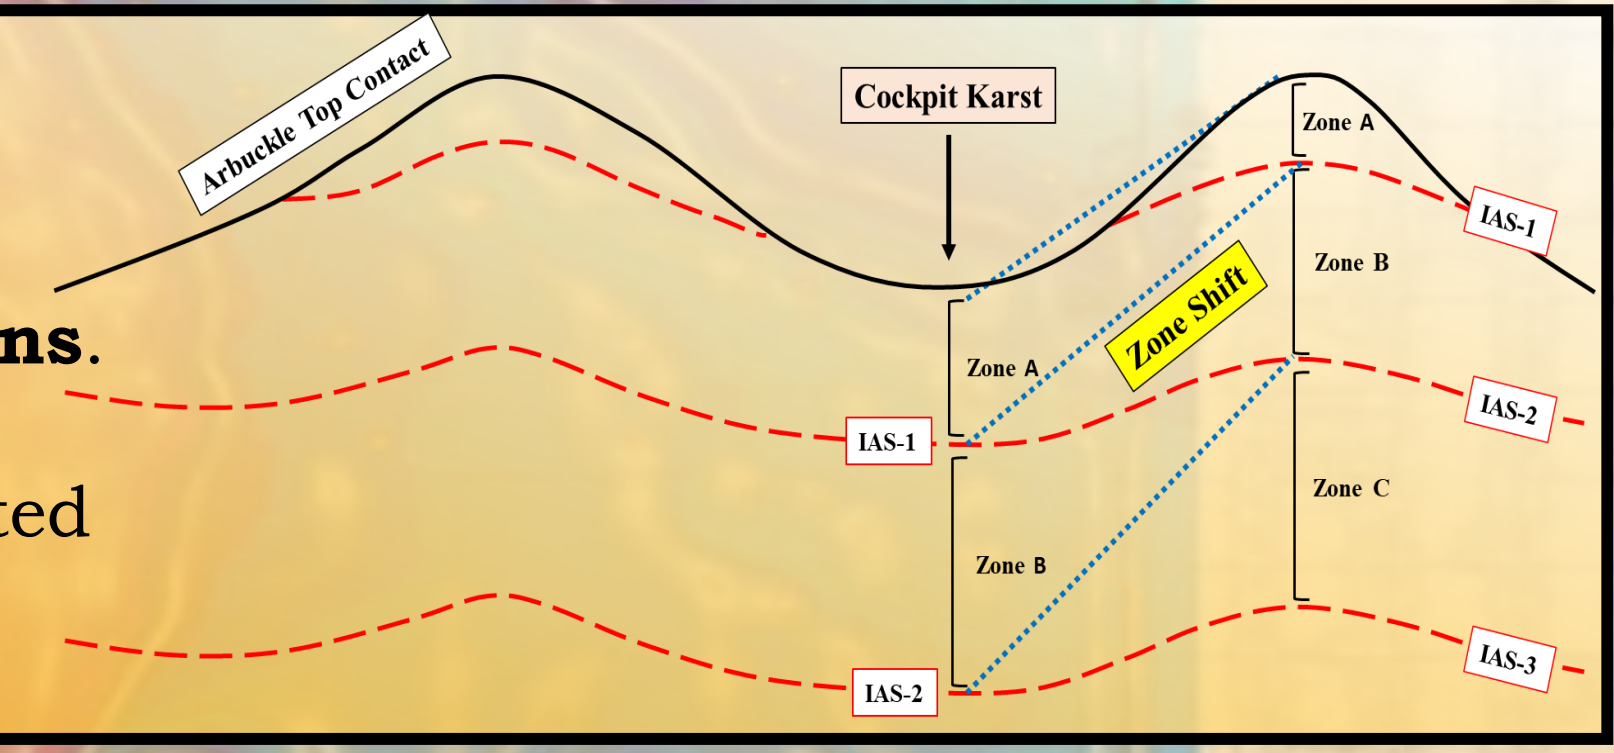 Arbuckle Top Contact
Cockpit Karst
Zone A
IAS-1
Zone B
Zone Shift
ns.
Zone A
IAS-2
IAS-1
Zone C
ted
Zone B
IAS-3
IAS-2